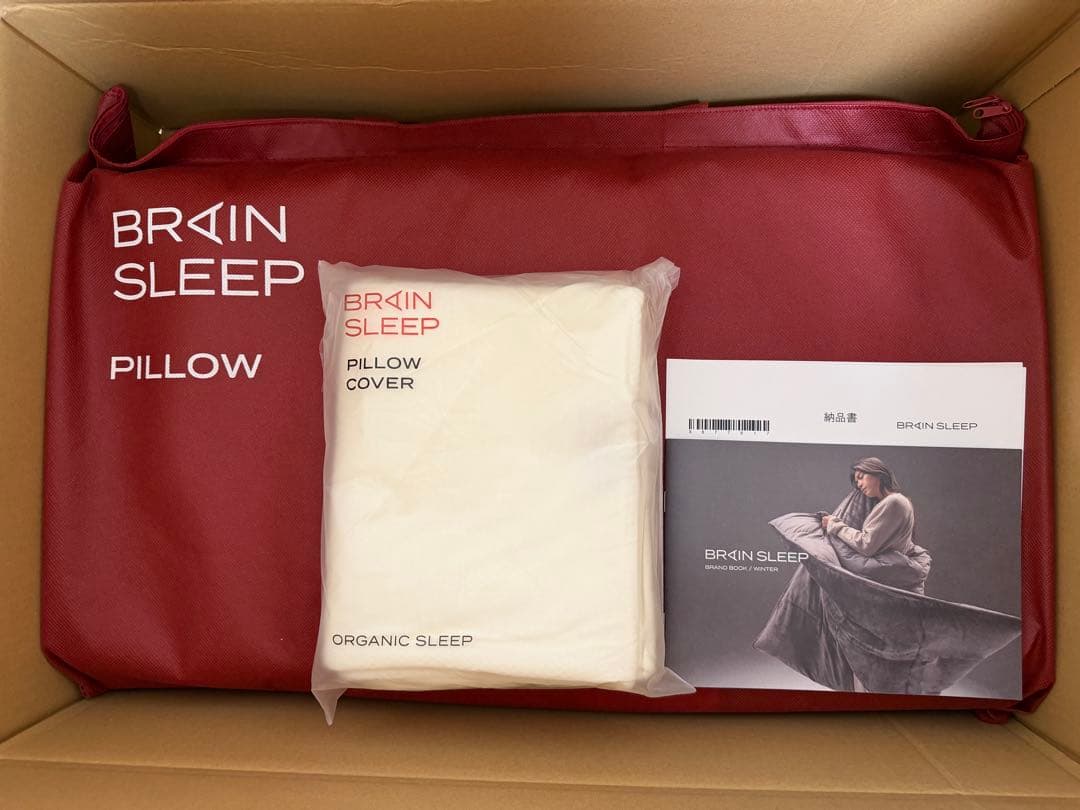 BRAIN
SLEEP
PILLOW
BRAIN
SLEEP
PILLOW
COVER
ORGANIC SLEEP
納品書
BRAIN SLEEP
BRAIN SLEEP
BRAND BOOK / WINTER